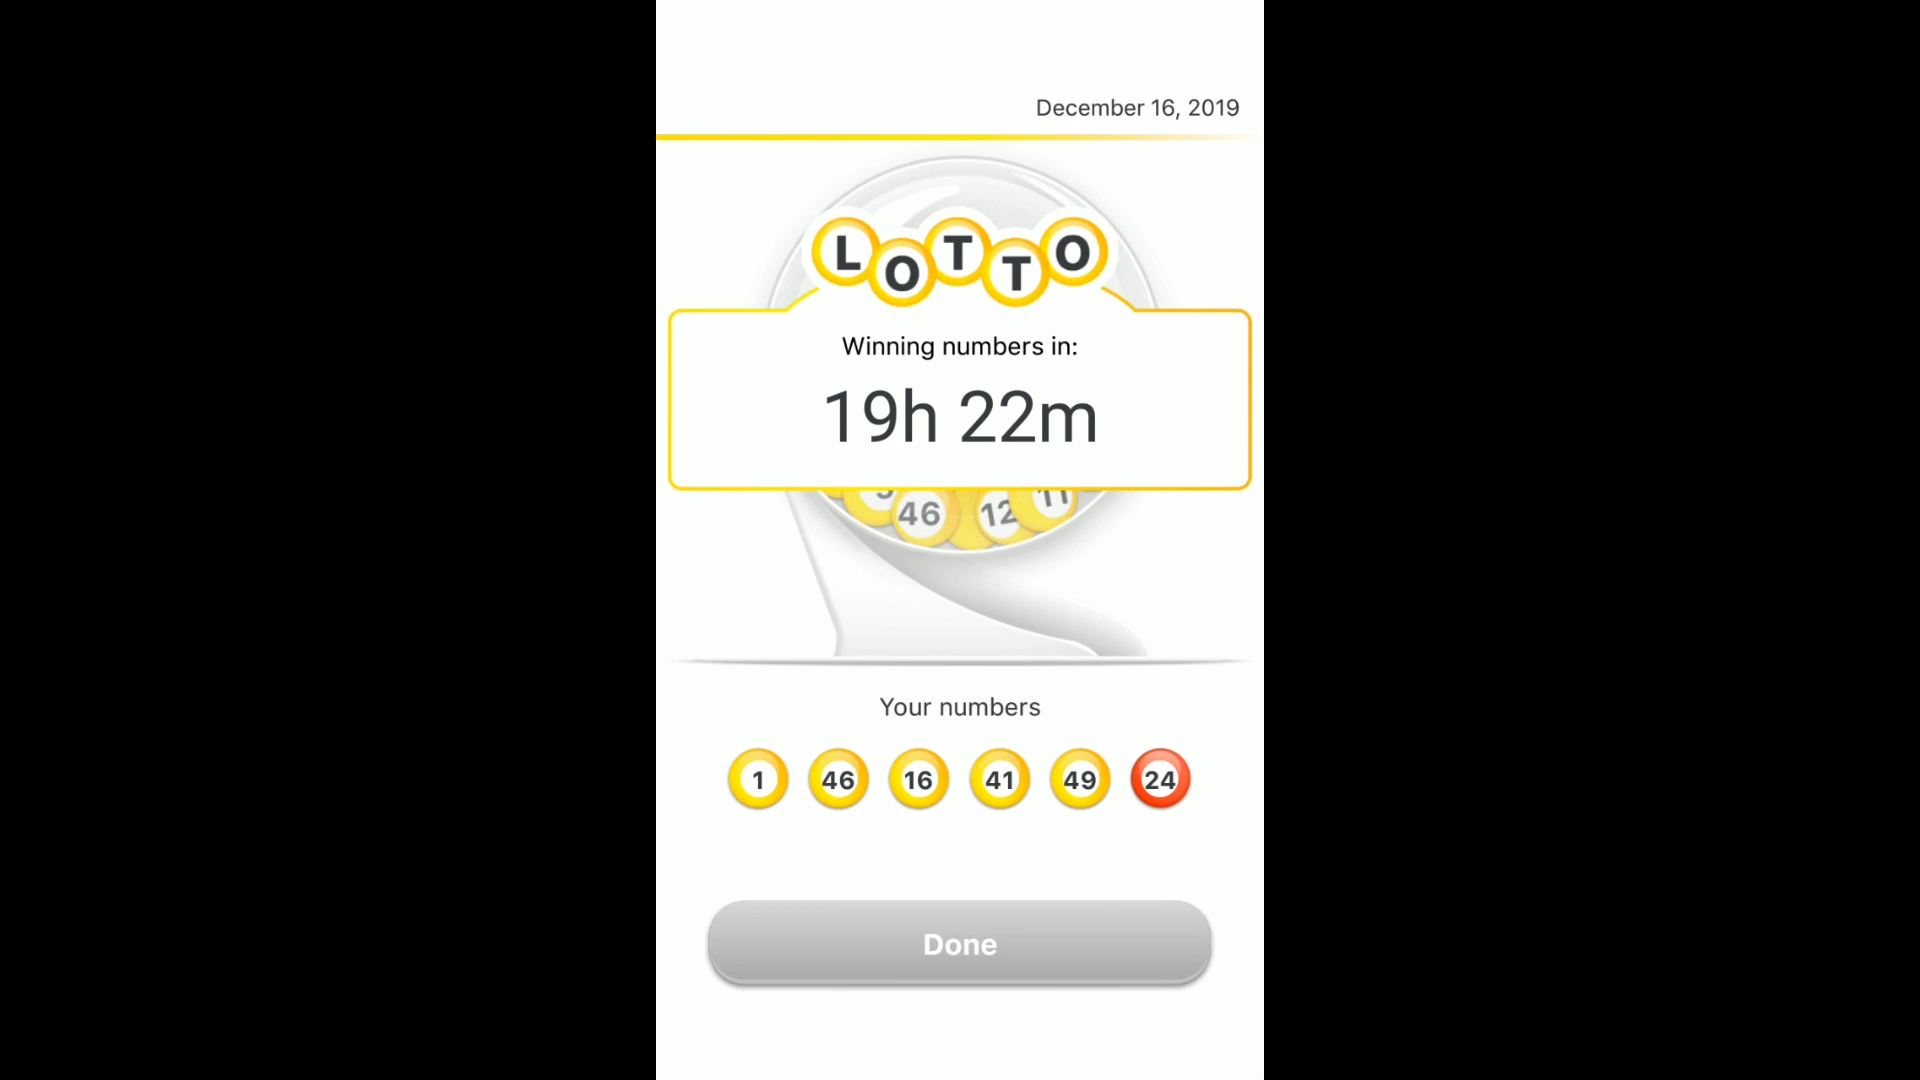 December 16, 2019
LOTTO
Winning numbers in:
19h 22m
46 12 11
Your numbers
1 46 16 41 49 24
Done